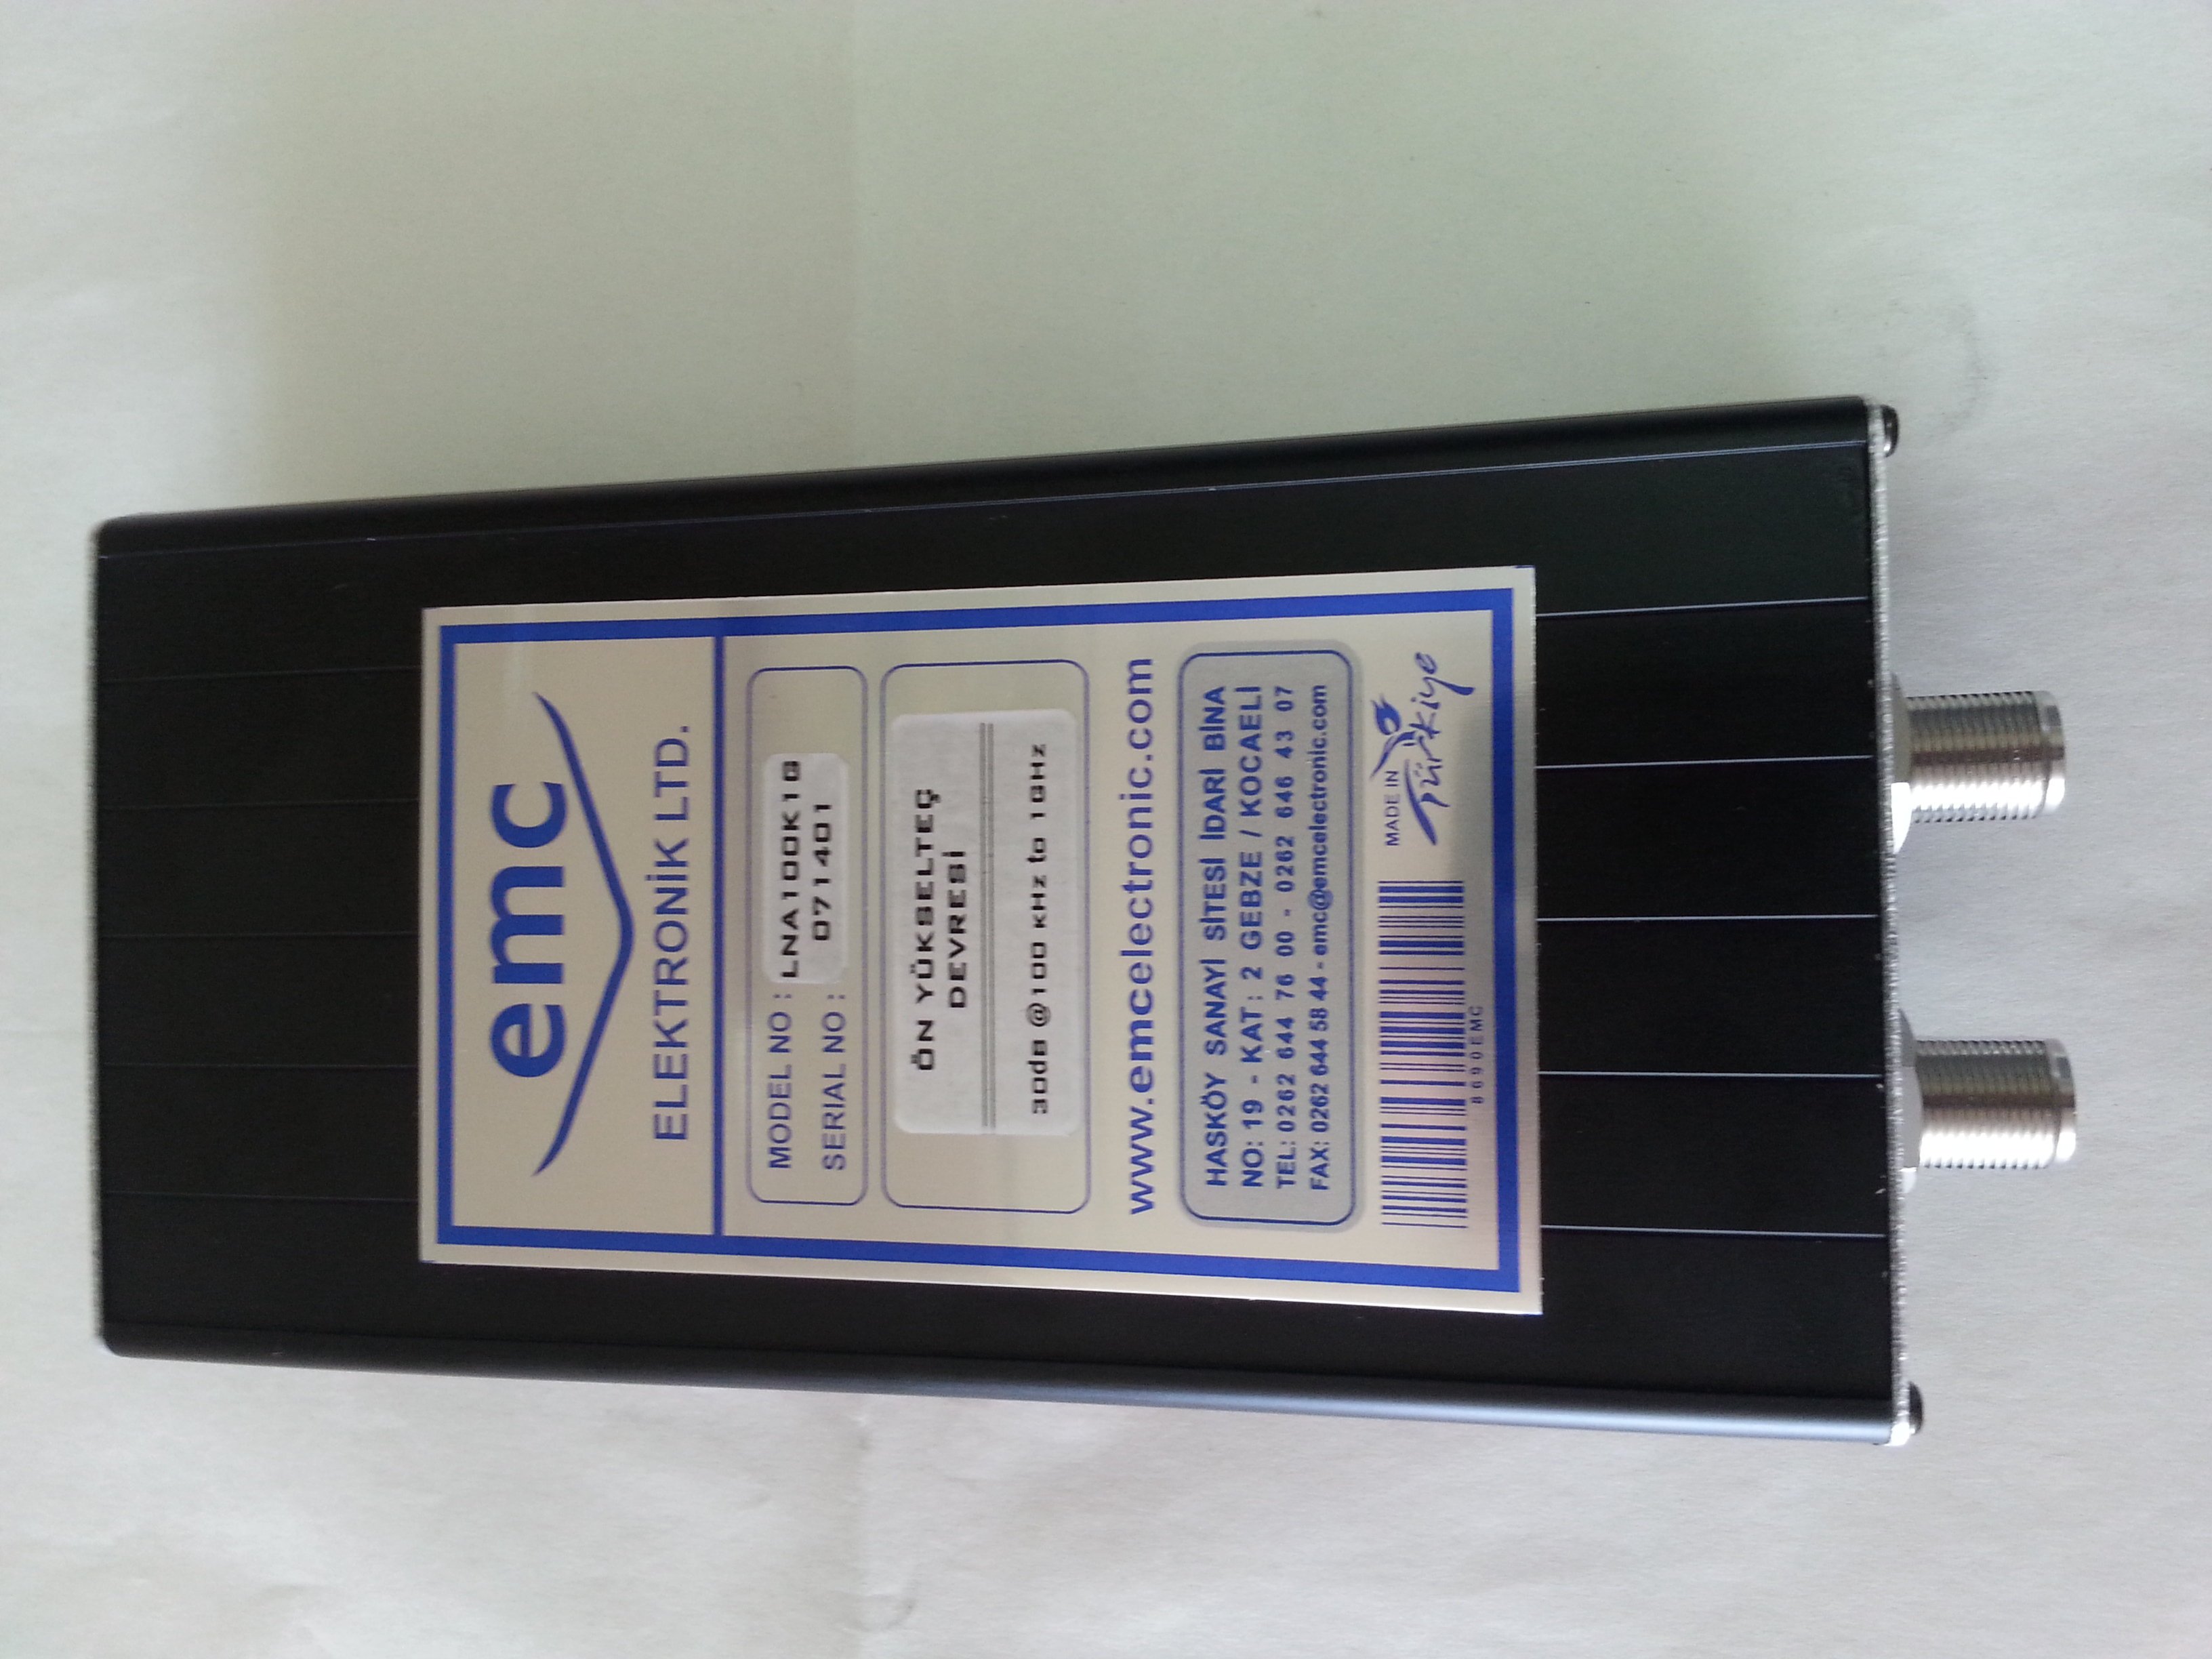 emc
ELEKTRONİK LTD.
MODEL NO : LNA100K1G
SERIAL NO : 071401
ÖN YÜKSELTEÇ
DEVRESİ
30dB @100 kHz to 1GHz
www.emcelectronic.com
HASKÖY SANAYİ SİTESİ İDARİ BİNA
NO: 19 - KAT : 2 GEBZE / KOCAELİ
TEL: 0262 644 76 00 - 0262 646 43 07
FAX: 0262 644 58 44 - emc@emcelectronic.com
MADE IN
Türkiye
8690EMC